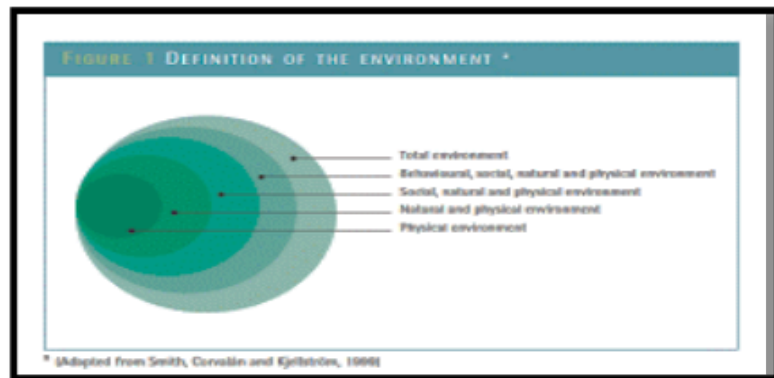 FIGURE 1 DEFINITION OF THE ENVIRONMENT *
Total environment
Behavioural, social, natural and physical environment
Social, natural and physical environment
Natural and physical environment
Physical environment
* (Adapted from Smith, Corvalán and Kjellström, 1999)